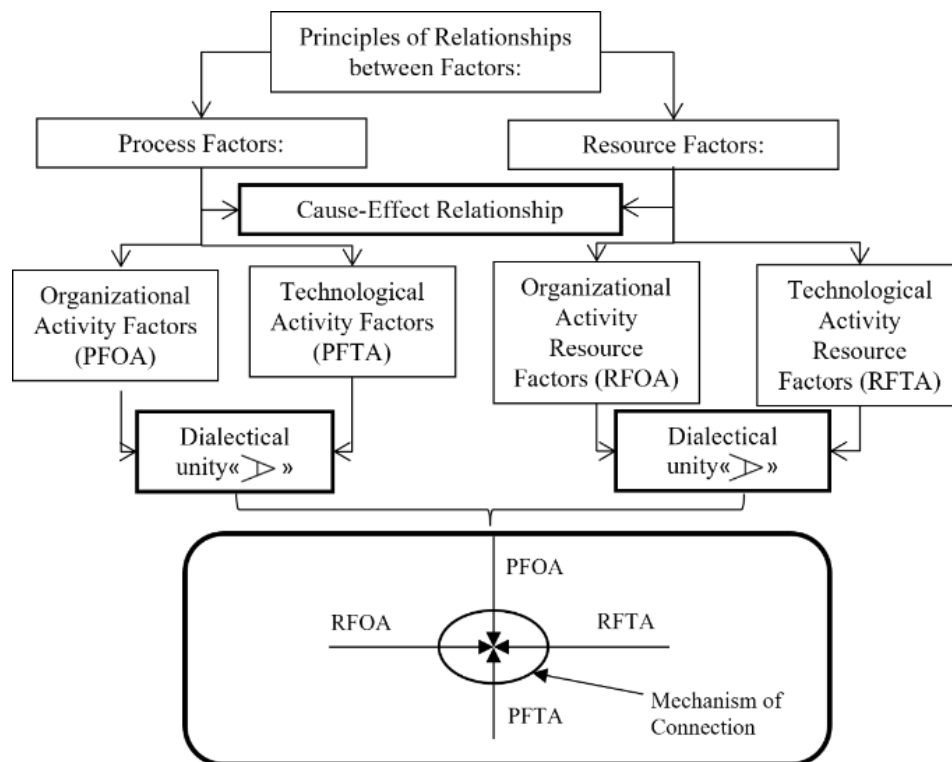 Principles of Relationships
between Factors:
Process Factors:
Resource Factors:
Cause-Effect Relationship
Organizational
Activity Factors
(PFOA)
Technological
Activity Factors
(PFTA)
Organizational
Activity
Resource
Factors (RFOA)
Technological
Activity
Resource
Factors (RFTA)
Dialectical
unity« »
Dialectical
unity« »
PFOA
RFOA
RFTA
PFTA
Mechanism of
Connection